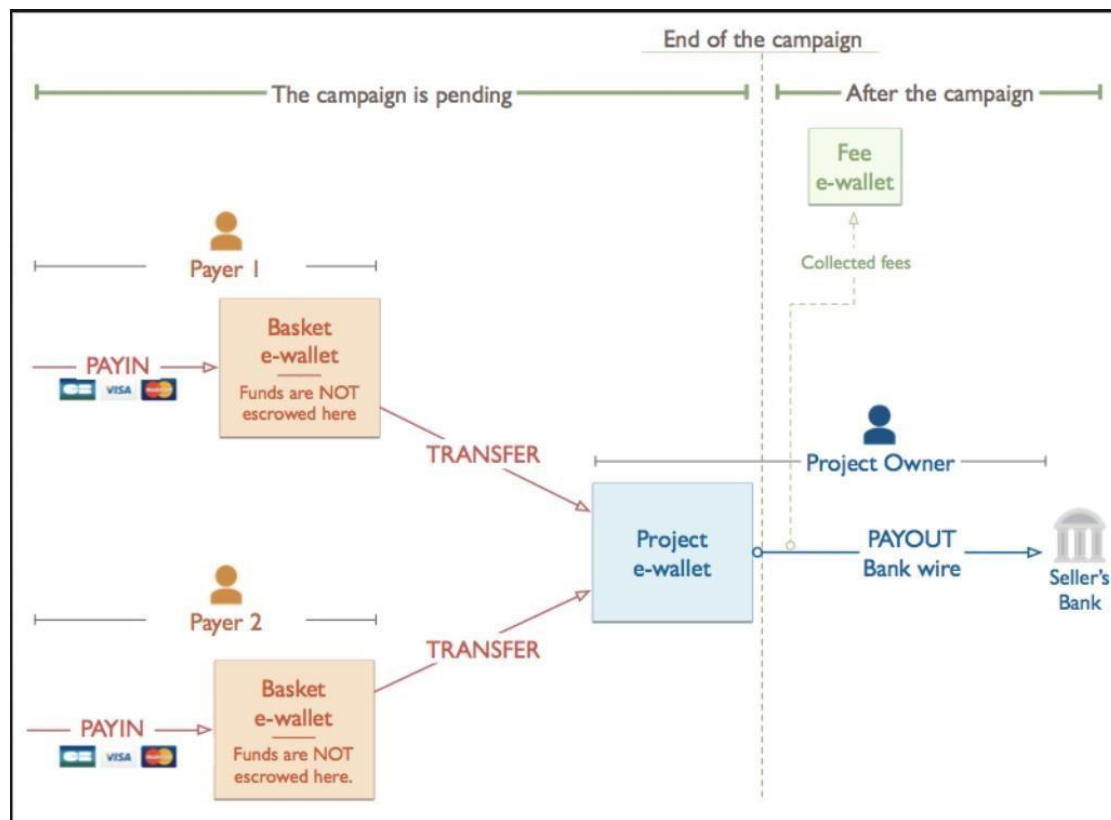 End of the campaign
The campaign is pending
After the campaign
Fee
e-wallet
Collected fees
Payer 1
Basket
e-wallet
Funds are NOT
escrowed here
PAYIN
VISA
TRANSFER
Project Owner
Project
e-wallet
PAYOUT
Bank wire
Seller's
Bank
Payer 2
TRANSFER
Basket
e-wallet
Funds are NOT
escrowed here.
PAYIN
VISA